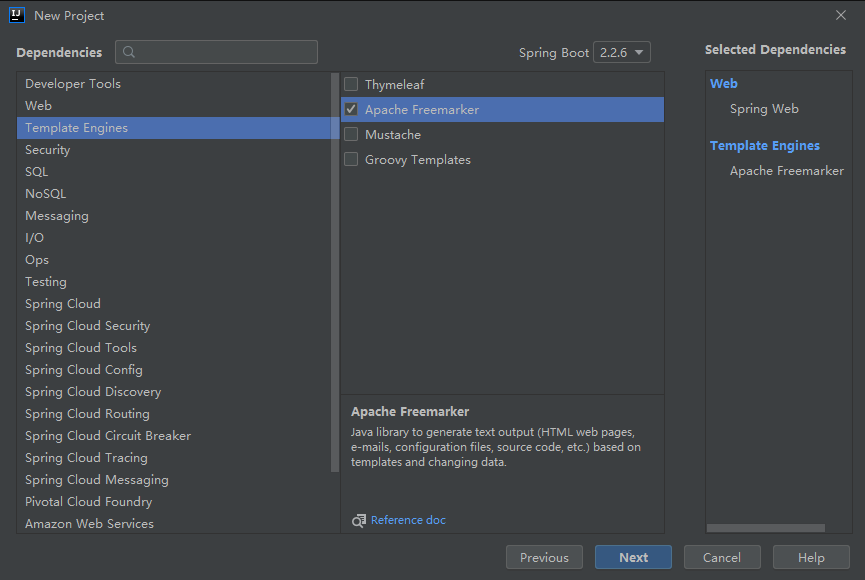 New Project
Dependencies
Spring Boot 2.2.6
Selected Dependencies
Developer Tools
Web
Template Engines
Security
SQL
NoSQL
Messaging
I/O
Ops
Testing
Spring Cloud
Spring Cloud Security
Spring Cloud Tools
Spring Cloud Config
Spring Cloud Discovery
Spring Cloud Routing
Spring Cloud Circuit Breaker
Spring Cloud Tracing
Spring Cloud Messaging
Pivotal Cloud Foundry
Amazon Web Services
Thymeleaf
Apache Freemarker
Mustache
Groovy Templates
Apache Freemarker
Java library to generate text output (HTML web pages,
e-mails, configuration files, source code, etc.) based on
templates and changing data.
Reference doc
Web
Spring Web
Template Engines
Apache Freemarker
Previous
Next
Cancel
Help